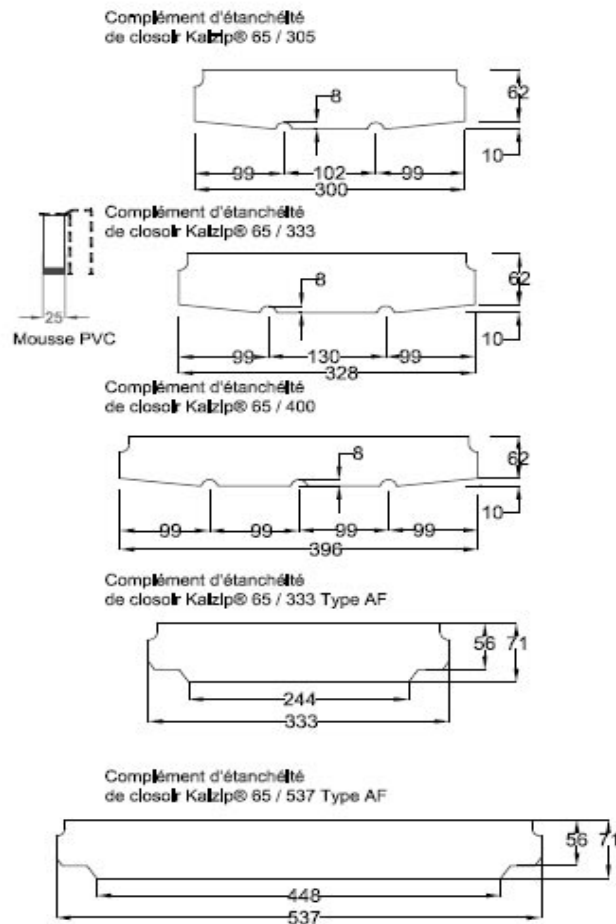 Complément d'étanchéité
de closoir Kalzip® 65 / 305
8
62
10
99
102
99
300
Complément d'étanchéité
de closoir Kalzip® 65 / 333
8
62
10
25
Mousse PVC
99
130
99
328
Complément d'étanchéité
de closoir Kalzip® 65 / 400
8
62
10
99
99
99
99
396
Complément d'étanchéité
de closoir Kalzip® 65 / 333 Type AF
56
71
244
333
Complément d'étanchéité
de closoir Kalzip® 65 / 537 Type AF
56
71
448
537